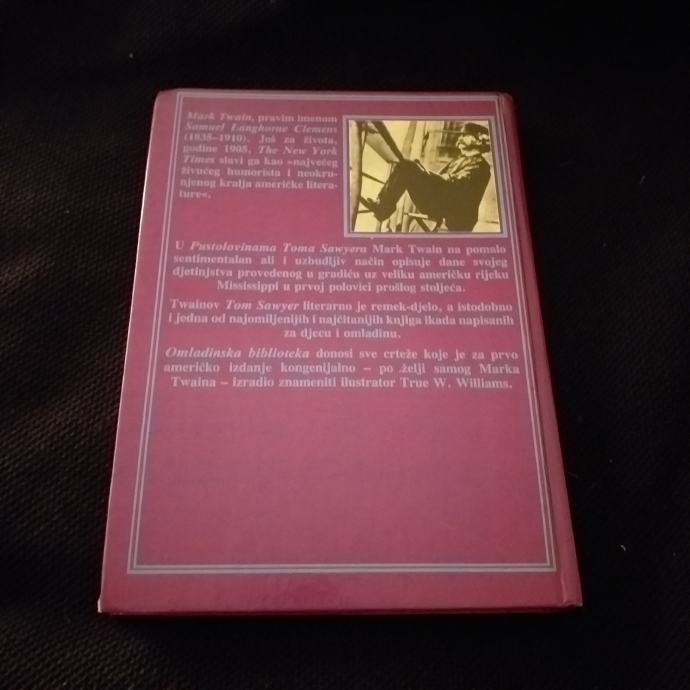 Mark Twain, pravim imenom
Samuel Langhorne Clemens
(1835–1910). Još za života,
godine 1905, The New York
Times slavi ga kao »najvećeg
živućeg humorista i neokru-
njenog kralja američke litera-
ture«.
U Pustolovinama Toma Sawyera Mark Twain na pomalo
sentimentalan ali i uzbudljiv način opisuje dane svojeg
djetinjstva provedenog u gradiću uz veliku američku rijeku
Mississippi u prvoj polovici prošlog stoljeća.
Twainov Tom Sawyer literarno je remek-djelo, a istodobno
i jedna od najomiljenijih i najčitanijih knjiga ikada napisanih
za djecu i omladinu.
Omladinska biblioteka donosi sve crteže koje je za prvo
američko izdanje kongenijalno – po želji samog Marka
Twaina – izradio znameniti ilustrator True W. Williams.